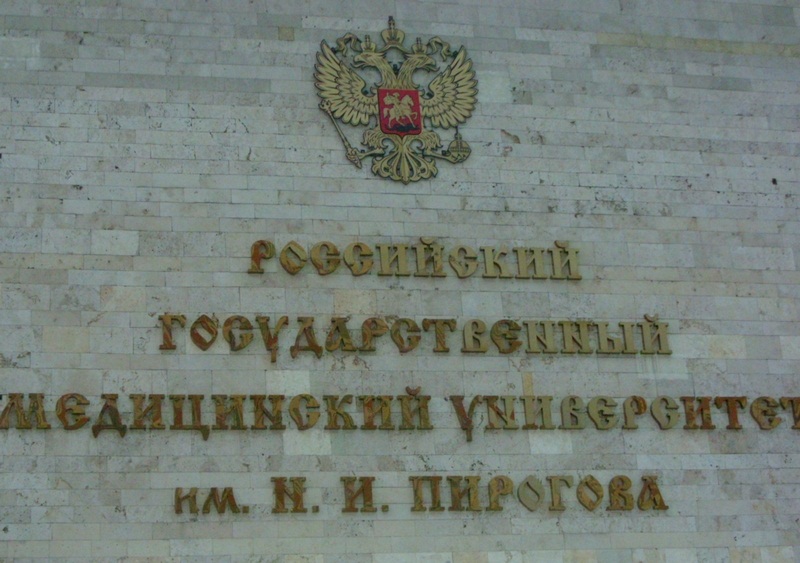 РОССИЙСКИЙ
ГОСУДАРСТВЕННЫЙ
МЕДИЦИНСКИЙ УНИВЕРСИТЕТ
им. Н. И. ПИРОГОВА